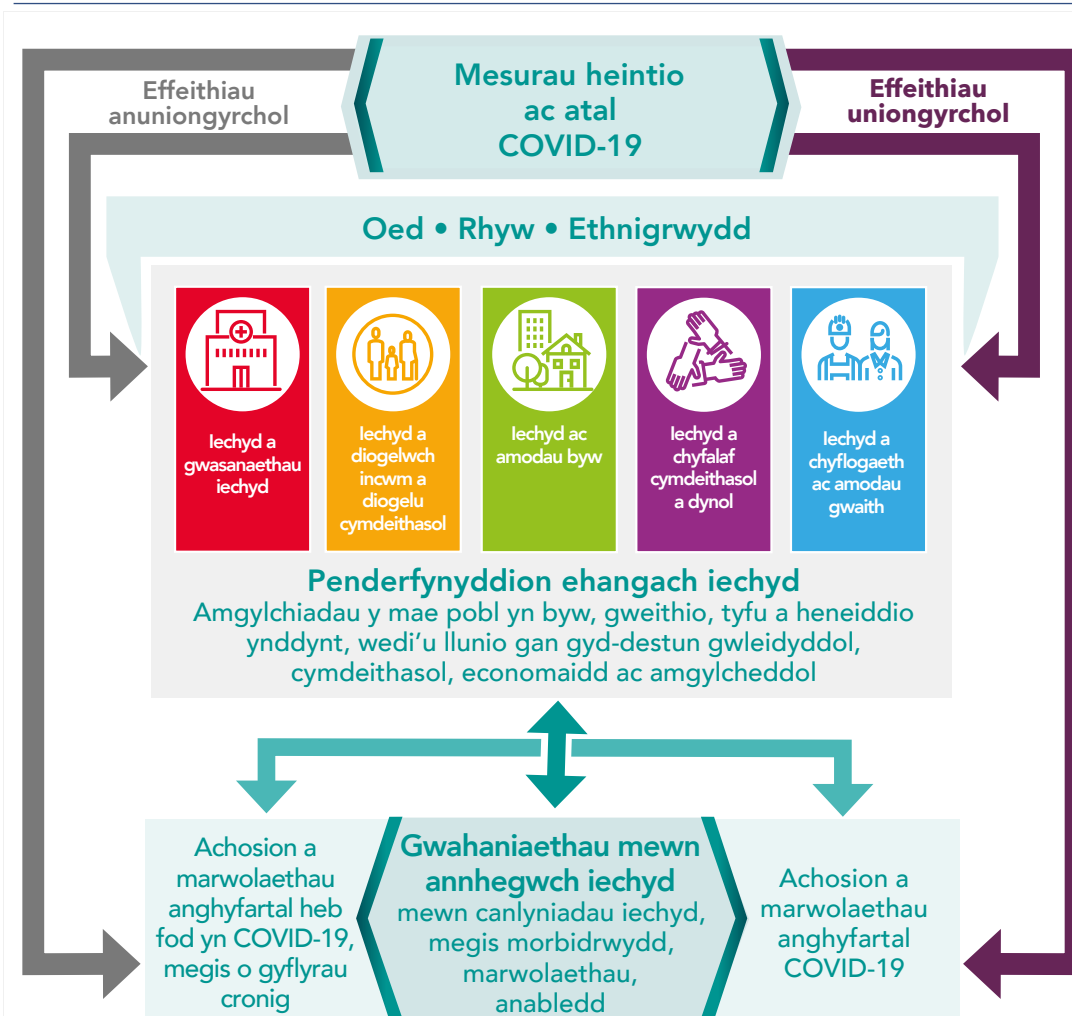 Effeithiau
anuniongyrchol
Mesurau heintio
ac atal
COVID-19
Effeithiau
uniongyrchol
Oed • Rhyw • Ethnigrwydd
Iechyd a
gwasanaethau
iechyd
Iechyd a
diogelwch
incwm a
diogelu
cymdeithasol
Iechyd ac
amodau byw
Iechyd a
chyfalaf
cymdeithasol
a dynol
Iechyd a
chyflogaeth
ac amodau
gwaith
Penderfynyddion ehangach iechyd
Amgylchiadau y mae pobl yn byw, gweithio, tyfu a heneiddio
ynddynt, wedi’u llunio gan gyd-destun gwleidyddol,
cymdeithasol, economaidd ac amgylcheddol
Achosion a
marwolaethau
anghyfartal heb
fod yn COVID-19,
megis o gyflyrau
cronig
Gwahaniaethau mewn
annhegwch iechyd
mewn canlyniadau iechyd,
megis morbidrwydd,
marwolaethau,
anabledd
Achosion a
marwolaethau
anghyfartal
COVID-19